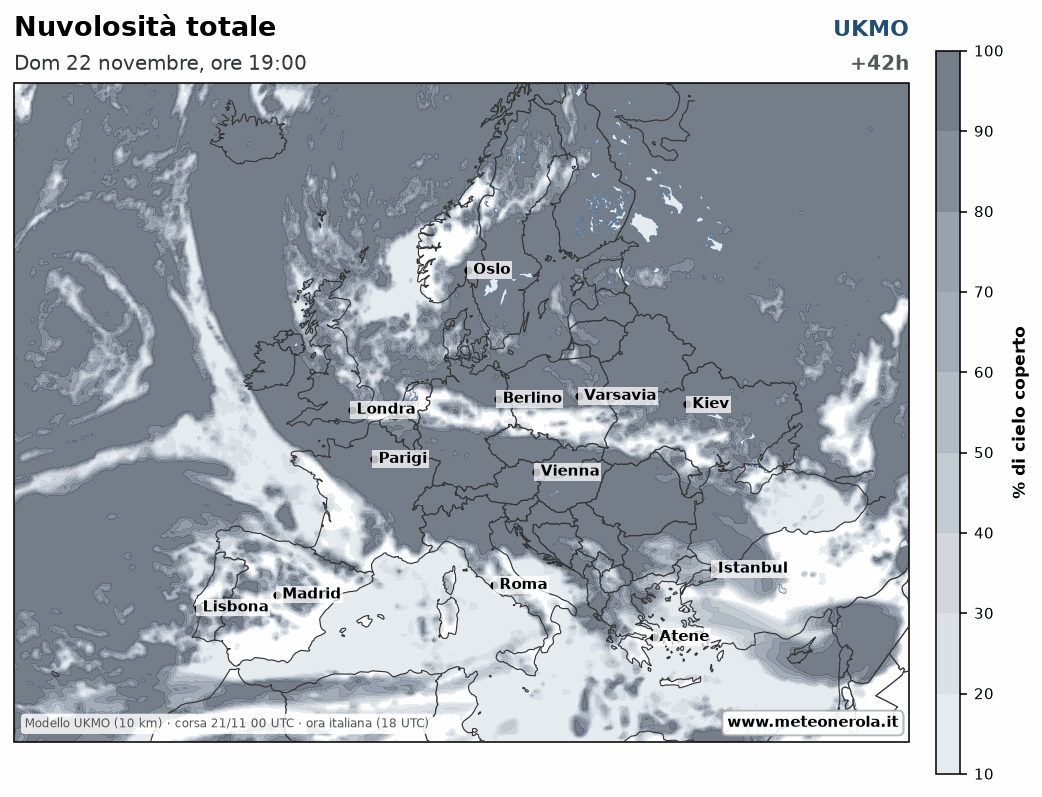 Nuvolosità totale
UKMO
Dom 22 novembre, ore 19:00
+42h
100
90
80
70
60
50
40
30
20
10
% di cielo coperto
Oslo
Londra
Berlino
Varsavia
Kiev
Parigi
Vienna
Istanbul
Roma
Madrid
Lisbona
Atene
Modello UKMO (10 km) · corsa 21/11 00 UTC · ora italiana (18 UTC)
www.meteonerola.it